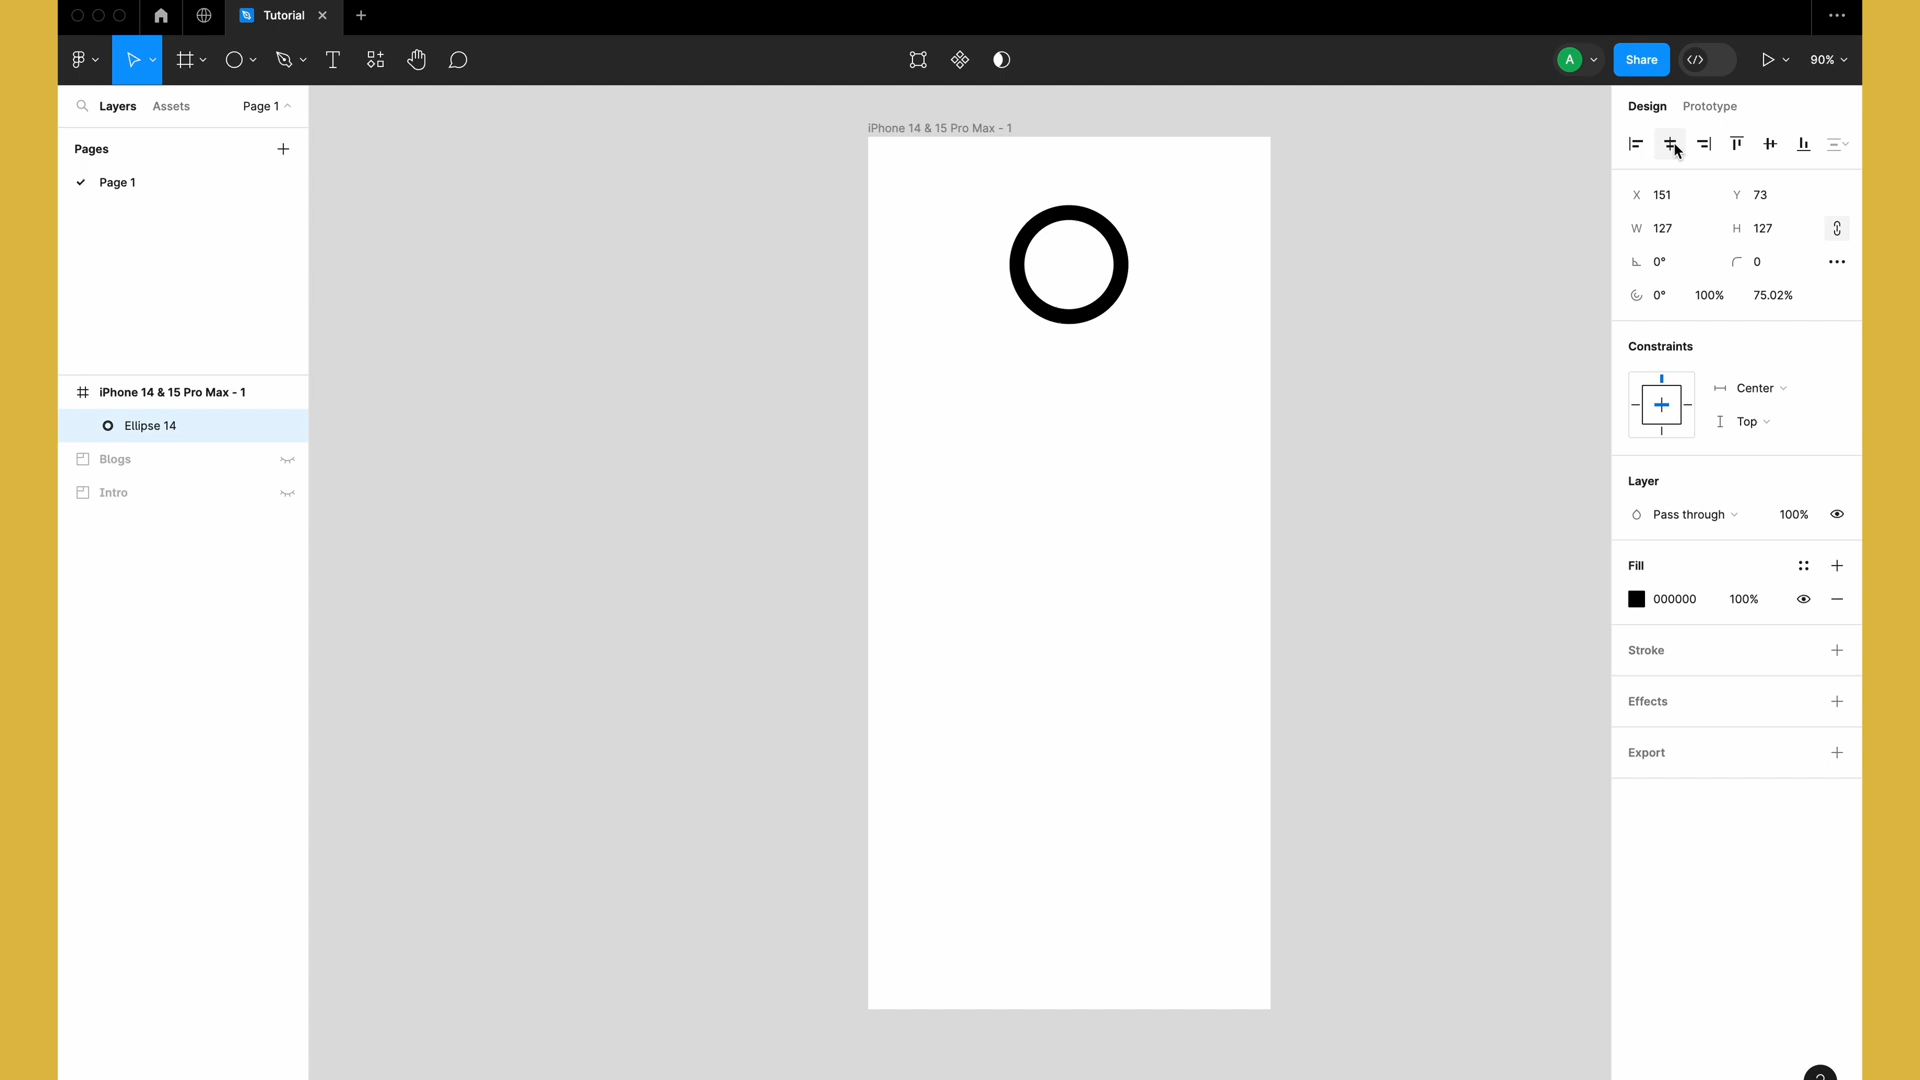 Tutorial
A
Share
90%
Layers
Assets
Page 1
Pages
Page 1
iPhone 14 & 15 Pro Max - 1
Ellipse 14
Blogs
Intro
iPhone 14 & 15 Pro Max - 1
Design
Prototype
X 151 Y 73
W 127 H 127
0° 0
0° 100% 75.02%
Constraints
Center
Top
Layer
Pass through 100%
Fill
000000 100%
Stroke
Effects
Export
?